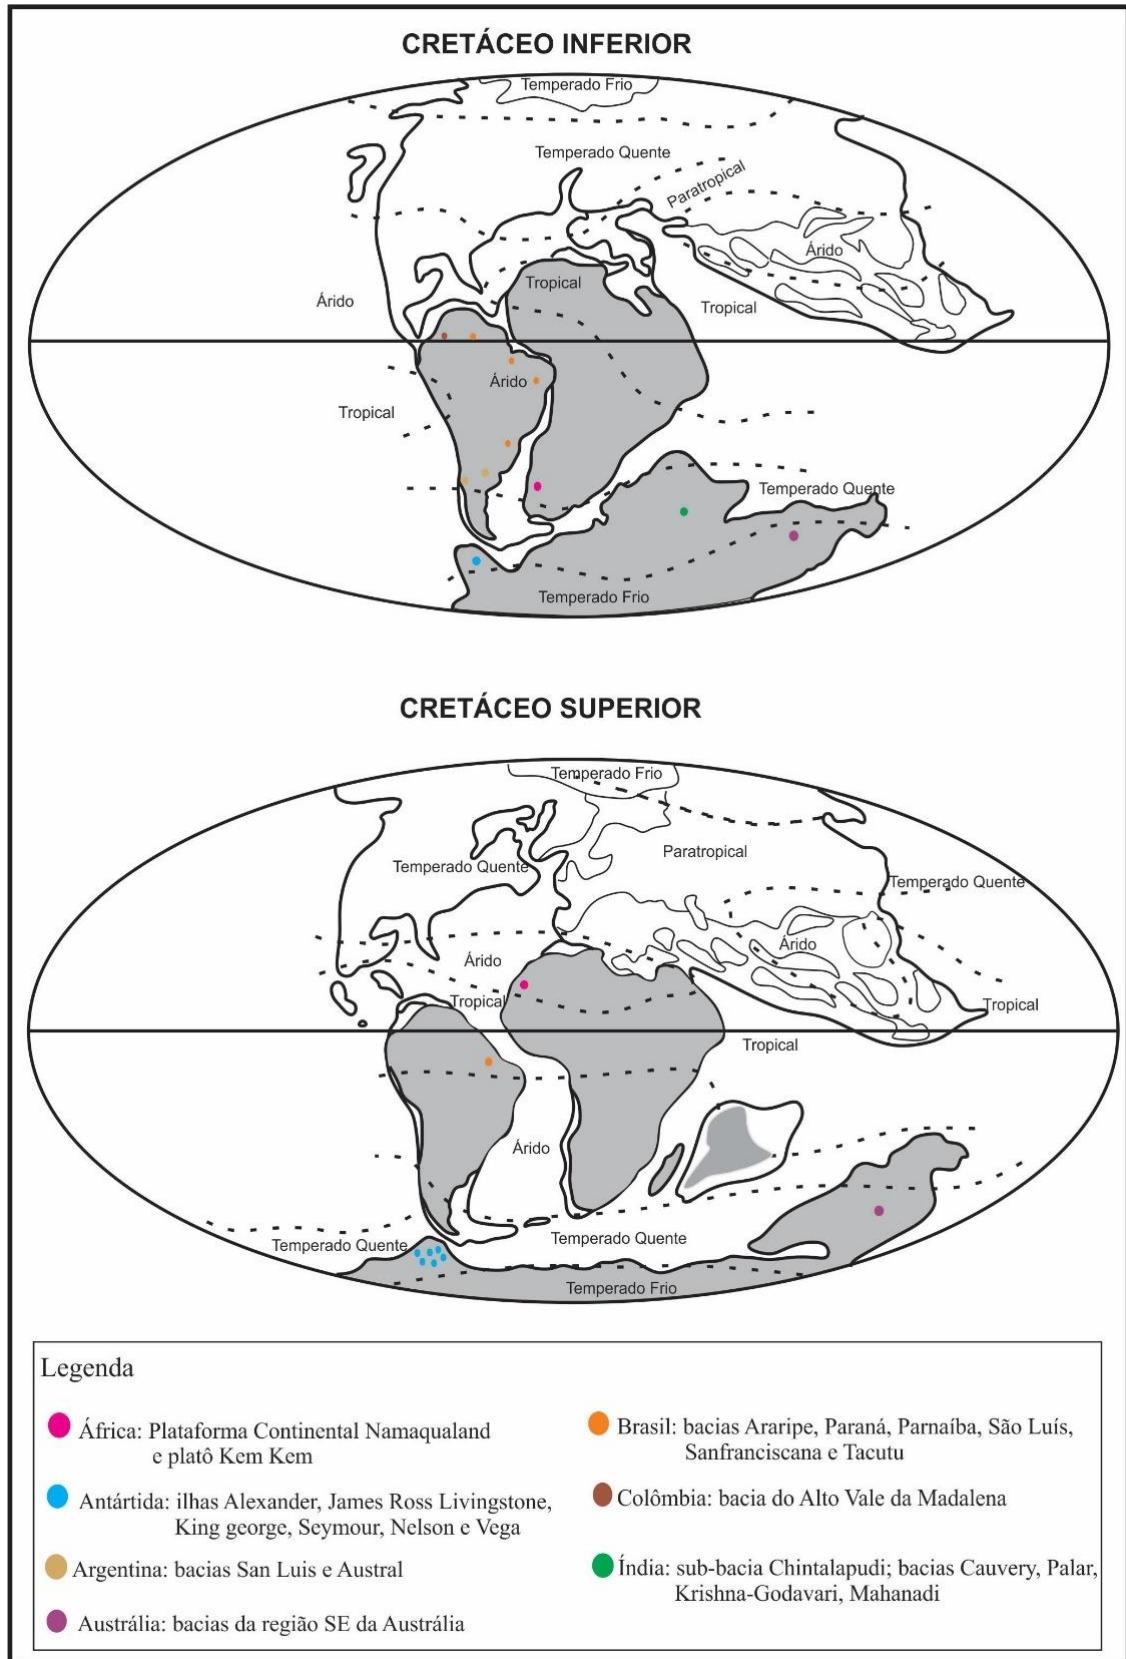 CRETÁCEO INFERIOR
Temperado Frio
Temperado Quente
Paratropical
Árido
Tropical
Árido
Tropical
Árido
Tropical
Temperado Quente
Temperado Frio
CRETÁCEO SUPERIOR
Temperado Frio
Paratropical
Temperado Quente
Temperado Quente
Árido
Árido
Tropical
Tropical
Tropical
Árido
Temperado Quente
Temperado Quente
Temperado Frio
Legenda
África: Plataforma Continental Namaqualand
e platô Kem Kem
Antártida: ilhas Alexander, James Ross Livingstone,
King george, Seymour, Nelson e Vega
Argentina: bacias San Luis e Austral
Austrália: bacias da região SE da Austrália
Brasil: bacias Araripe, Paraná, Parnaíba, São Luís,
Sanfranciscana e Tacutu
Colômbia: bacia do Alto Vale da Madalena
Índia: sub-bacia Chintalapudi; bacias Cauvery, Palar,
Krishna-Godavari, Mahanadi